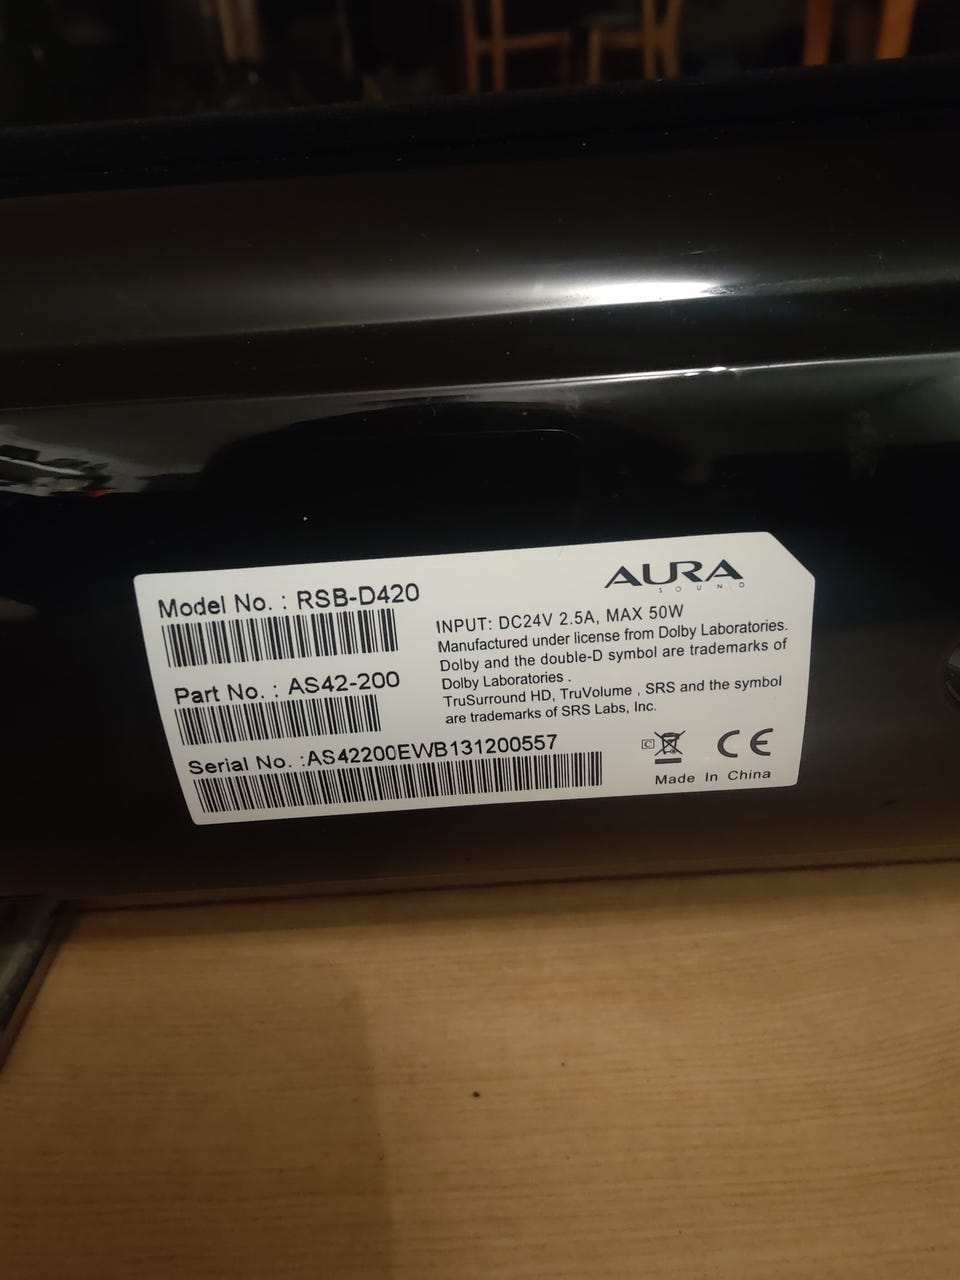 AURA
SOUND
Model No. : RSB-D420
Part No. : AS42-200
Serial No. :AS42200EWB131200557
INPUT: DC24V 2.5A, MAX 50W
Manufactured under license from Dolby Laboratories.
Dolby and the double-D symbol are trademarks of
Dolby Laboratories .
TruSurround HD, TruVolume , SRS and the symbol
are trademarks of SRS Labs, Inc.
C
CE
Made In China